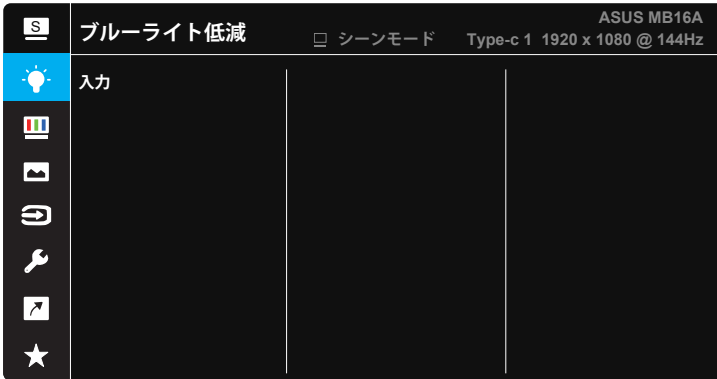 S
ASUS MB16A
ブルーライト低減
シーンモード
Type-c 1 1920 x 1080 @ 144Hz
入力